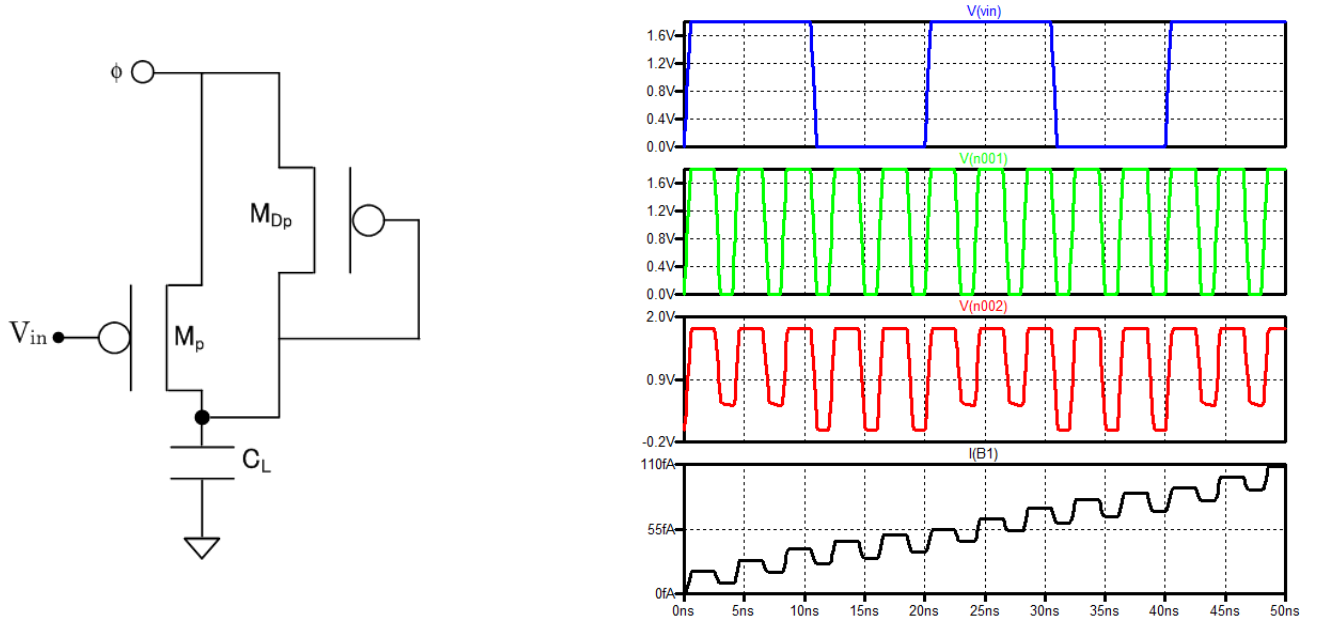 ϕ
M_Dp
V_in
M_p
C_L
V(vin)
1.6V
1.2V
0.8V
0.4V
0.0V
V(n001)
1.6V
1.2V
0.8V
0.4V
0.0V
V(n002)
2.0V
0.9V
-0.2V
I(B1)
110fA
55fA
0fA
0ns 5ns 10ns 15ns 20ns 25ns 30ns 35ns 40ns 45ns 50ns